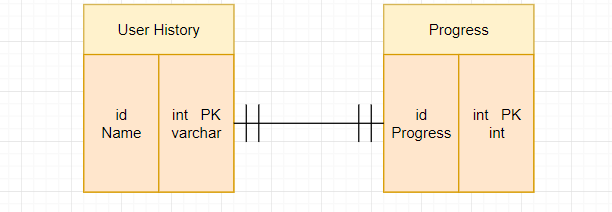 User History
id int PK
Name varchar
Progress
id int PK
Progress int